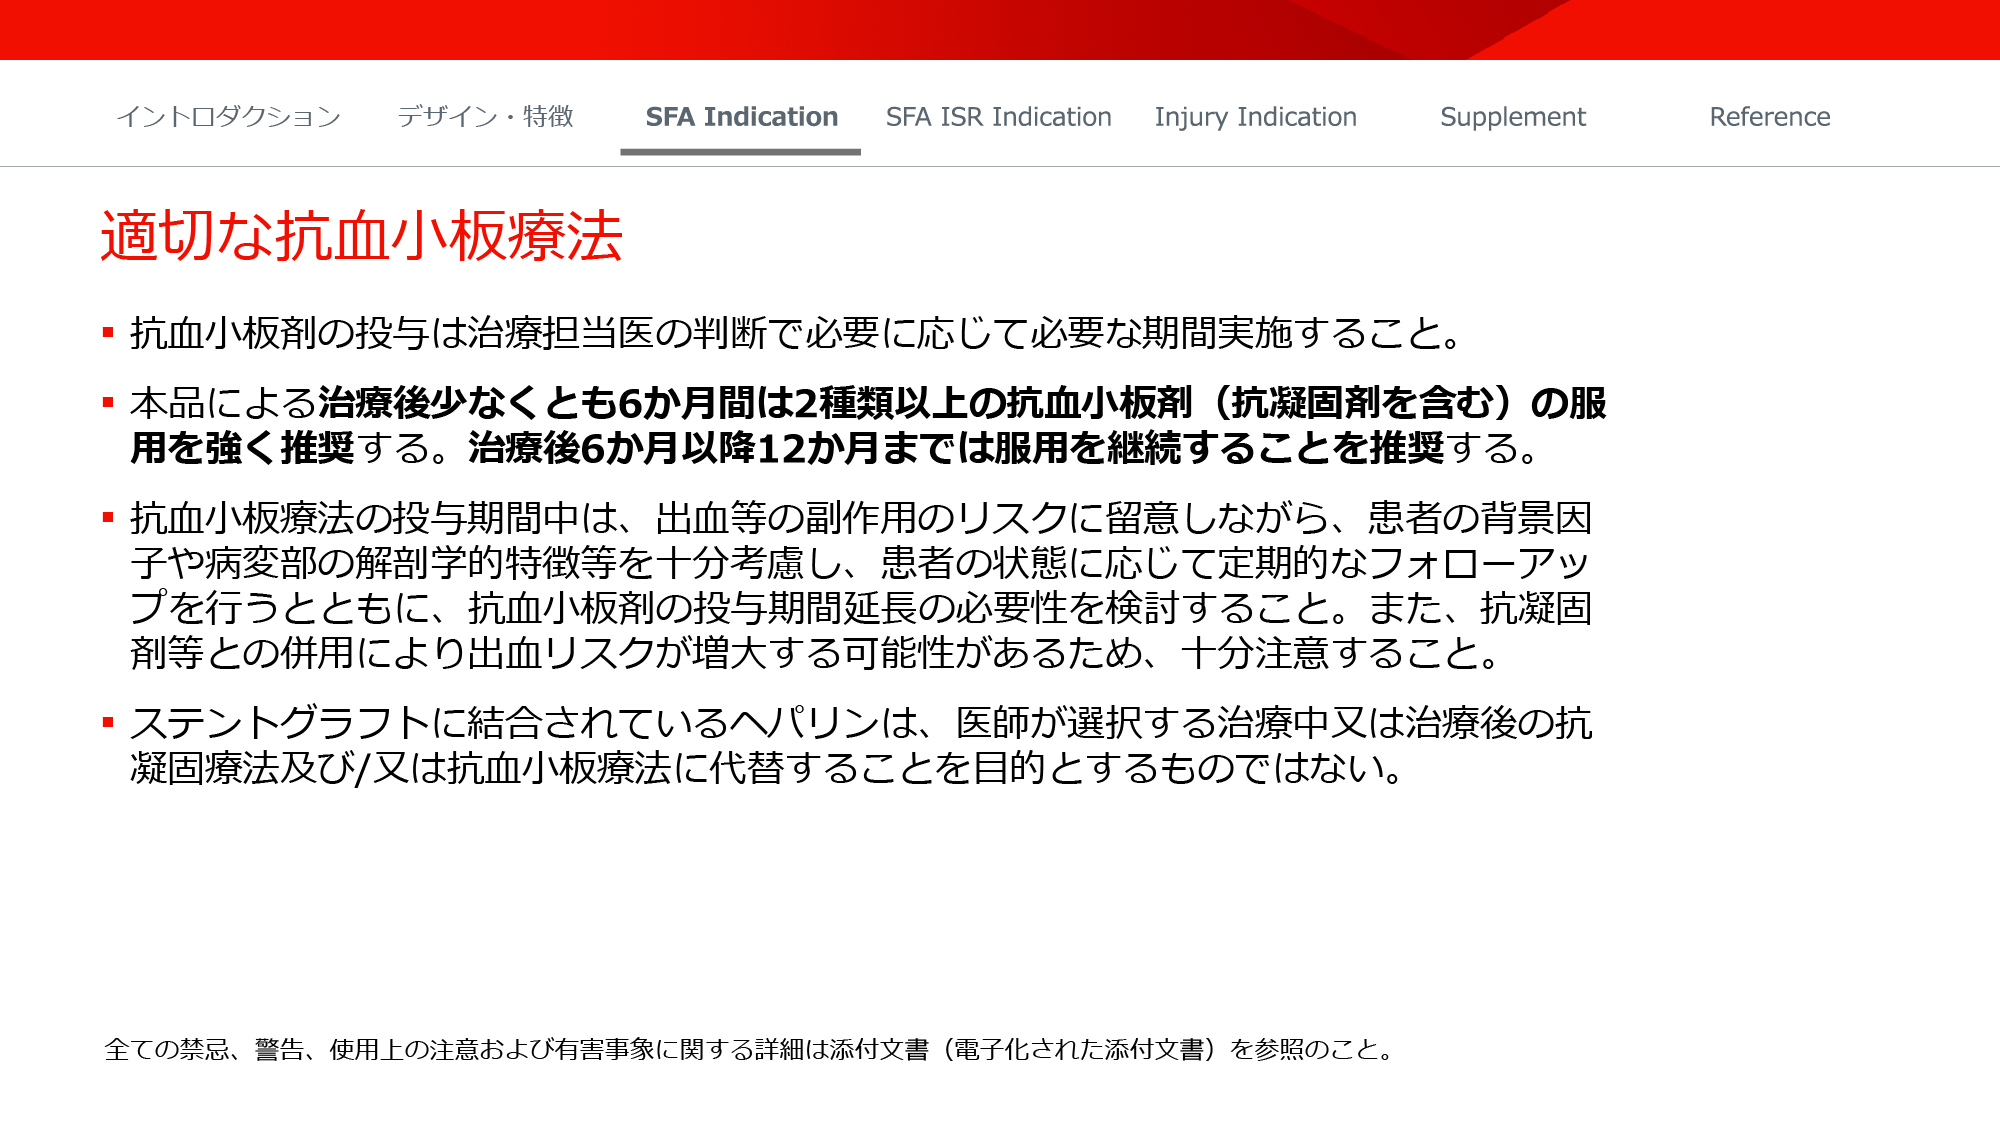 イントロダクション デザイン・特徴 SFA Indication SFA ISR Indication Injury Indication Supplement Reference
適切な抗血小板療法
▪ 抗血小板剤の投与は治療担当医の判断で必要に応じて必要な期間実施すること。
▪ 本品による治療後少なくとも6か月間は2種類以上の抗血小板剤（抗凝固剤を含む）の服
用を強く推奨する。治療後6か月以降12か月までは服用を継続することを推奨する。
▪ 抗血小板療法の投与期間中は、出血等の副作用のリスクに留意しながら、患者の背景因
子や病変部の解剖学的特徴等を十分考慮し、患者の状態に応じて定期的なフォローアッ
プを行うとともに、抗血小板剤の投与期間延長の必要性を検討すること。また、抗凝固
剤等との併用により出血リスクが増大する可能性があるため、十分注意すること。
▪ ステントグラフトに結合されているヘパリンは、医師が選択する治療中又は治療後の抗
凝固療法及び/又は抗血小板療法に代替することを目的とするものではない。
全ての禁忌、警告、使用上の注意および有害事象に関する詳細は添付文書（電子化された添付文書）を参照のこと。